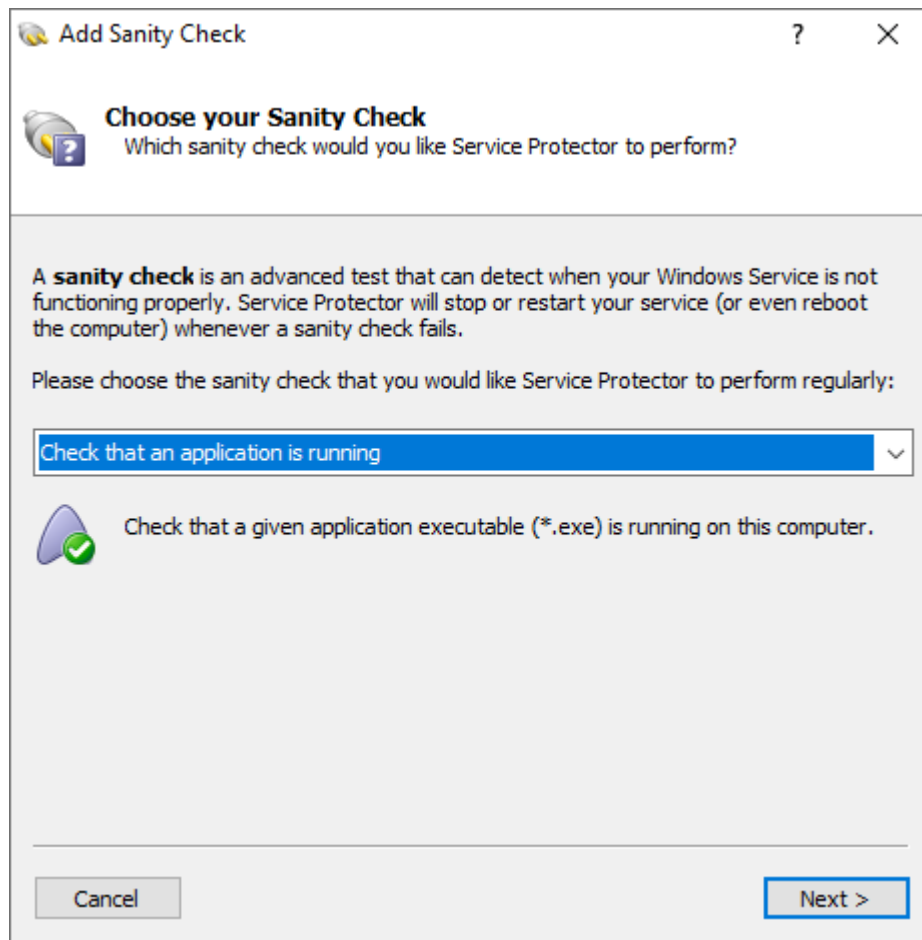 Add Sanity Check
?
Choose your Sanity Check
?
Which sanity check would you like Service Protector to perform?
A sanity check is an advanced test that can detect when your Windows Service is not
functioning properly. Service Protector will stop or restart your service (or even reboot
the computer) whenever a sanity check fails.
Please choose the sanity check that you would like Service Protector to perform regularly:
Check that an application is running
Check that a given application executable (*.exe) is running on this computer.
Cancel
Next >